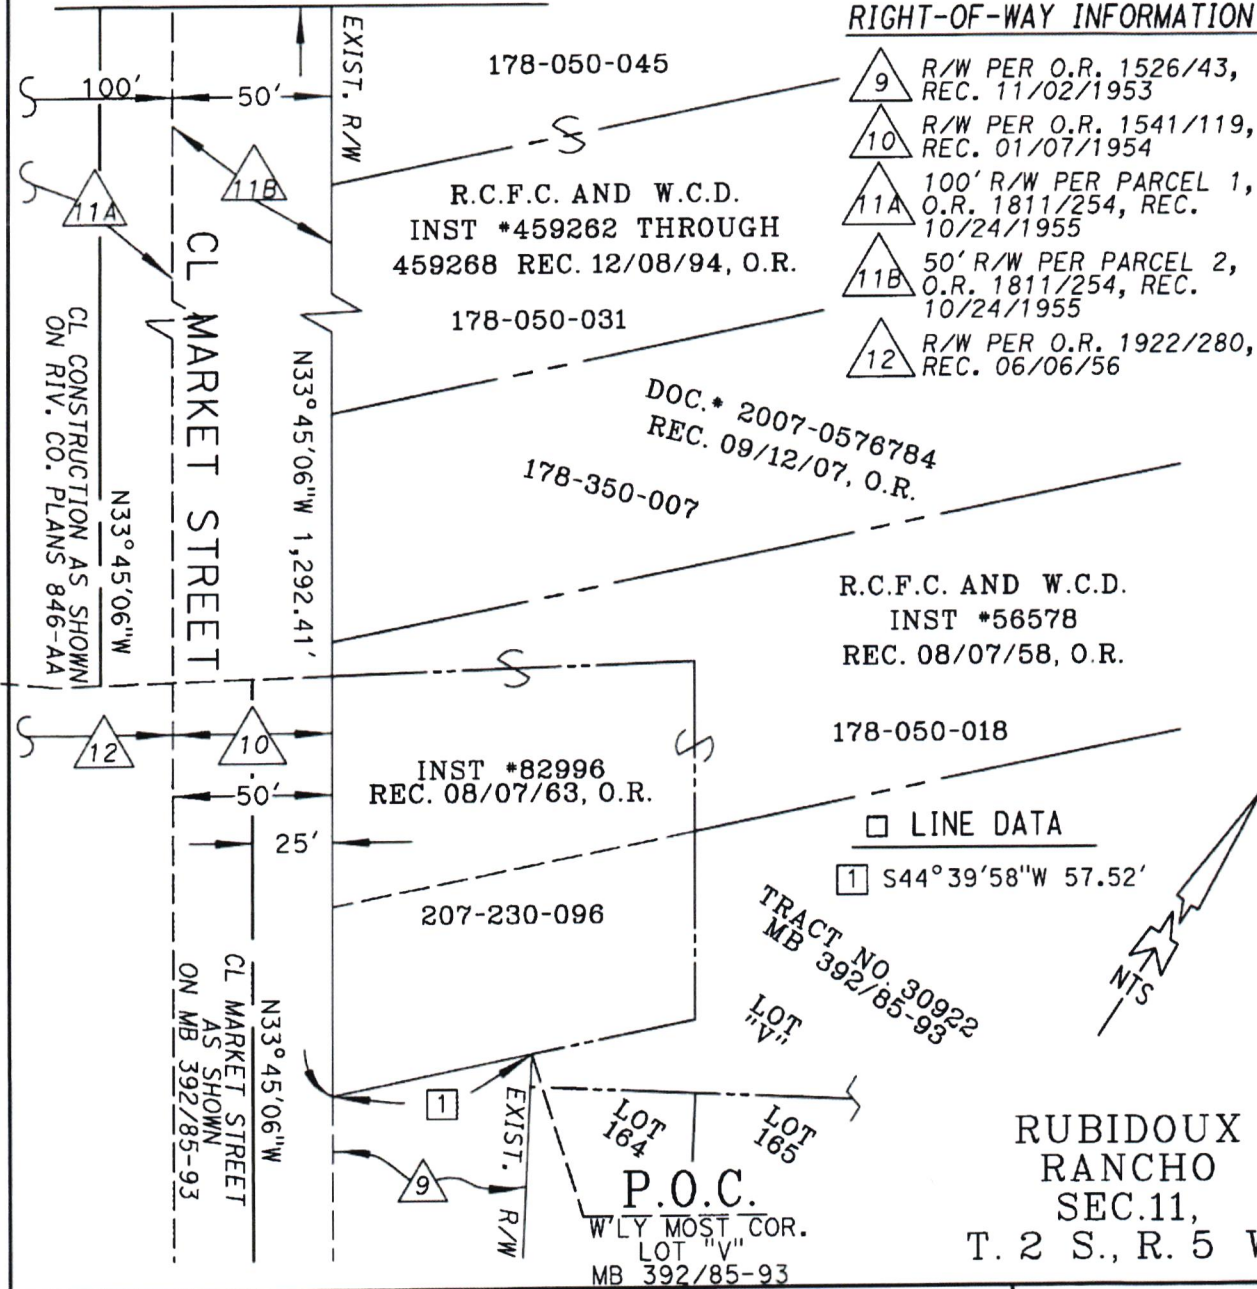 RIGHT-OF-WAY INFORMATION
9 R/W PER O.R. 1526/43,
REC. 11/02/1953
10 R/W PER O.R. 1541/119,
REC. 01/07/1954
11A 100' R/W PER PARCEL 1,
O.R. 1811/254, REC.
10/24/1955
11B 50' R/W PER PARCEL 2,
O.R. 1811/254, REC.
10/24/1955
12 R/W PER O.R. 1922/280,
REC. 06/06/56
EXIST. R/W
178-050-045
100'
50'
11A
11B
R.C.F.C. AND W.C.D.
INST #459262 THROUGH
459268 REC. 12/08/94, O.R.
178-050-031
CL MARKET STREET
N33°45'06"W 1,292.41'
N33°45'06"W
CL CONSTRUCTION AS SHOWN
ON RIV. CO. PLANS 846-AA
DOC.# 2007-0576784
REC. 09/12/07, O.R.
178-350-007
R.C.F.C. AND W.C.D.
INST #56578
REC. 08/07/58, O.R.
178-050-018
12
10
INST #82996
REC. 08/07/63, O.R.
50'
25'
207-230-096
LINE DATA
1 S44°39'58"W 57.52'
TRACT NO. 30922
MB 392/85-93
LOT
"V"
NTS
N33°45'06"W
CL MARKET STREET
AS SHOWN
ON MB 392/85-93
1
9
EXIST. R/W
LOT
164
LOT
165
P.O.C.
W'LY MOST COR.
LOT "V"
MB 392/85-93
RUBIDOUX
RANCHO
SEC.11,
T. 2 S., R. 5 W